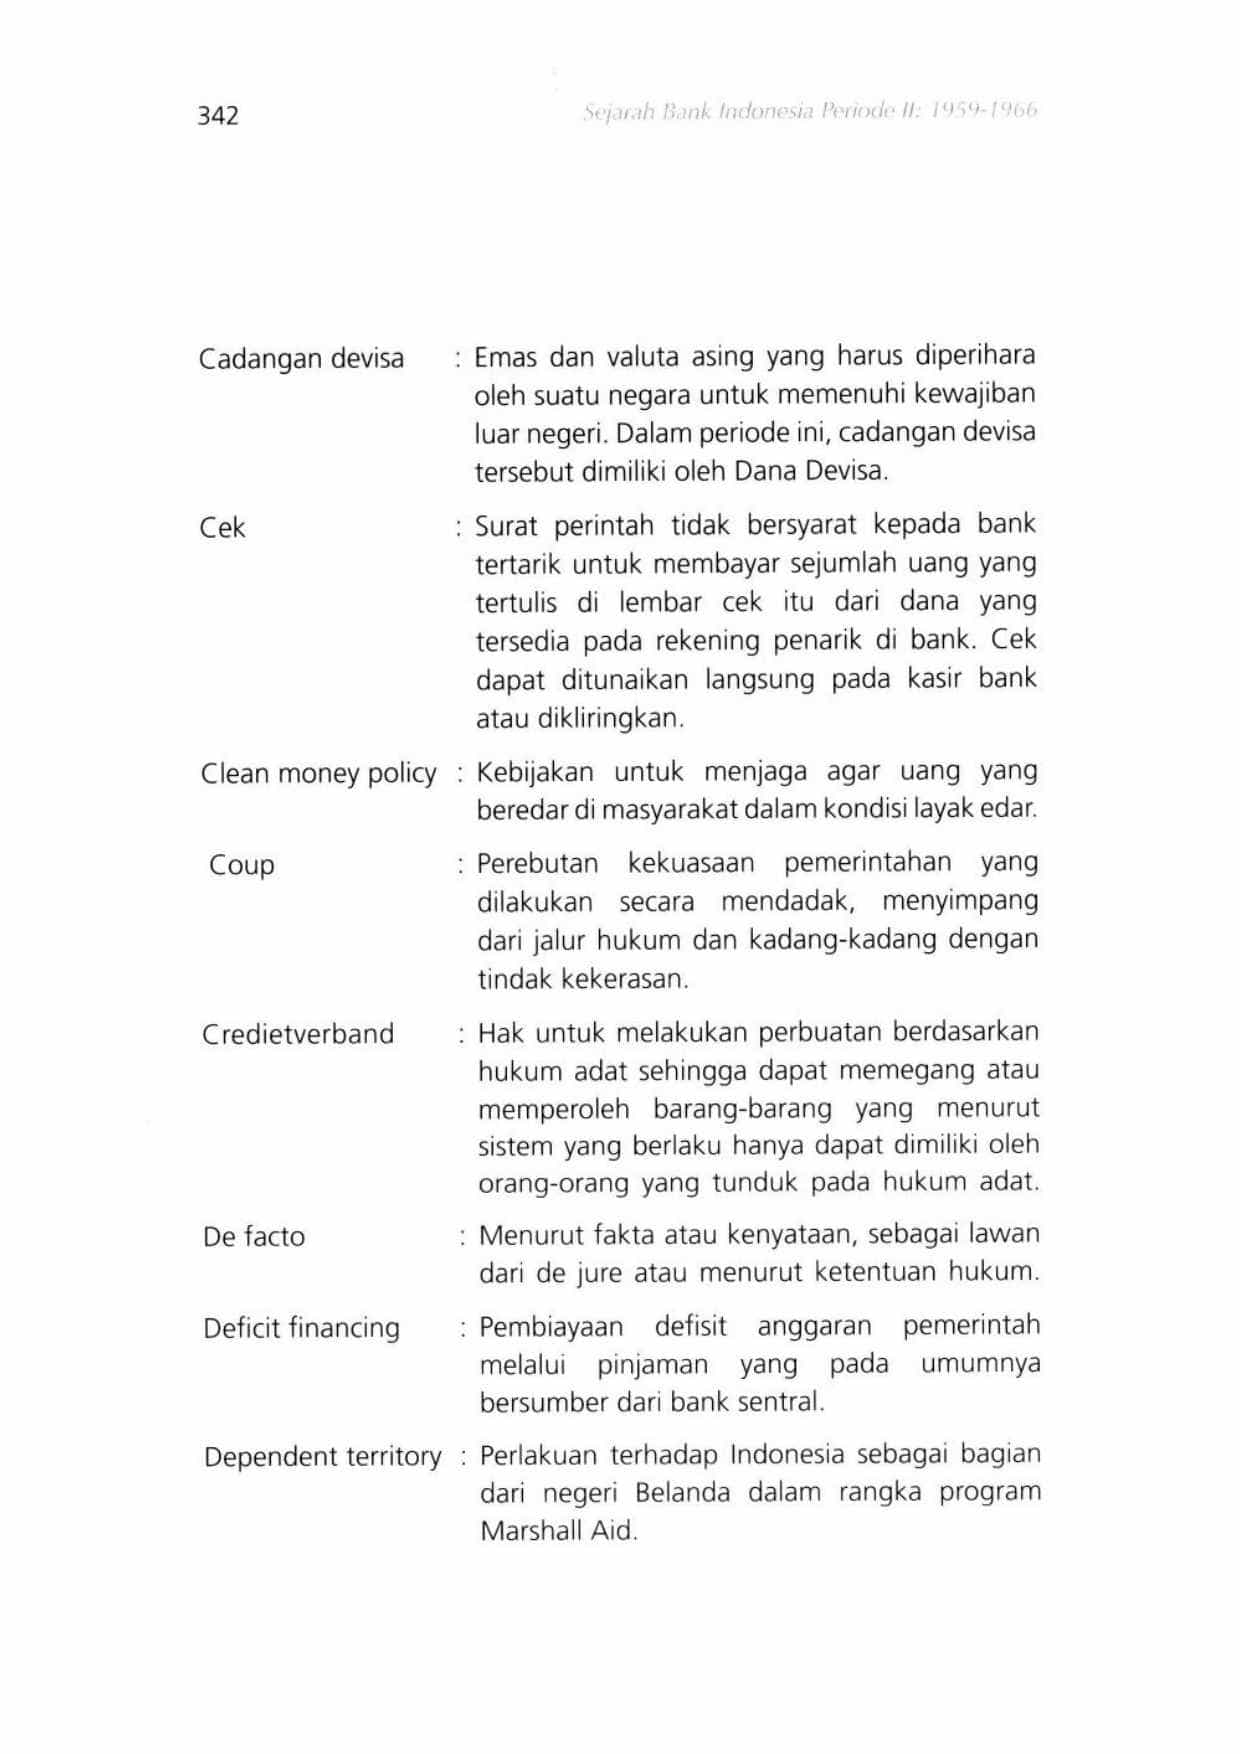 342
Sejarah Bank Indonesia Periode II: 1959-1966
Cadangan devisa : Emas dan valuta asing yang harus diperihara
oleh suatu negara untuk memenuhi kewajiban
luar negeri. Dalam periode ini, cadangan devisa
tersebut dimiliki oleh Dana Devisa.
Cek : Surat perintah tidak bersyarat kepada bank
tertarik untuk membayar sejumlah uang yang
tertulis di lembar cek itu dari dana yang
tersedia pada rekening penarik di bank. Cek
dapat ditunaikan langsung pada kasir bank
atau dikliringkan.
Clean money policy : Kebijakan untuk menjaga agar uang yang
beredar di masyarakat dalam kondisi layak edar.
Coup : Perebutan kekuasaan pemerintahan yang
dilakukan secara mendadak, menyimpang
dari jalur hukum dan kadang-kadang dengan
tindak kekerasan.
Credietverband : Hak untuk melakukan perbuatan berdasarkan
hukum adat sehingga dapat memegang atau
memperoleh barang-barang yang menurut
sistem yang berlaku hanya dapat dimiliki oleh
orang-orang yang tunduk pada hukum adat.
De facto : Menurut fakta atau kenyataan, sebagai lawan
dari de jure atau menurut ketentuan hukum.
Deficit financing : Pembiayaan defisit anggaran pemerintah
melalui pinjaman yang pada umumnya
bersumber dari bank sentral.
Dependent territory : Perlakuan terhadap Indonesia sebagai bagian
dari negeri Belanda dalam rangka program
Marshall Aid.